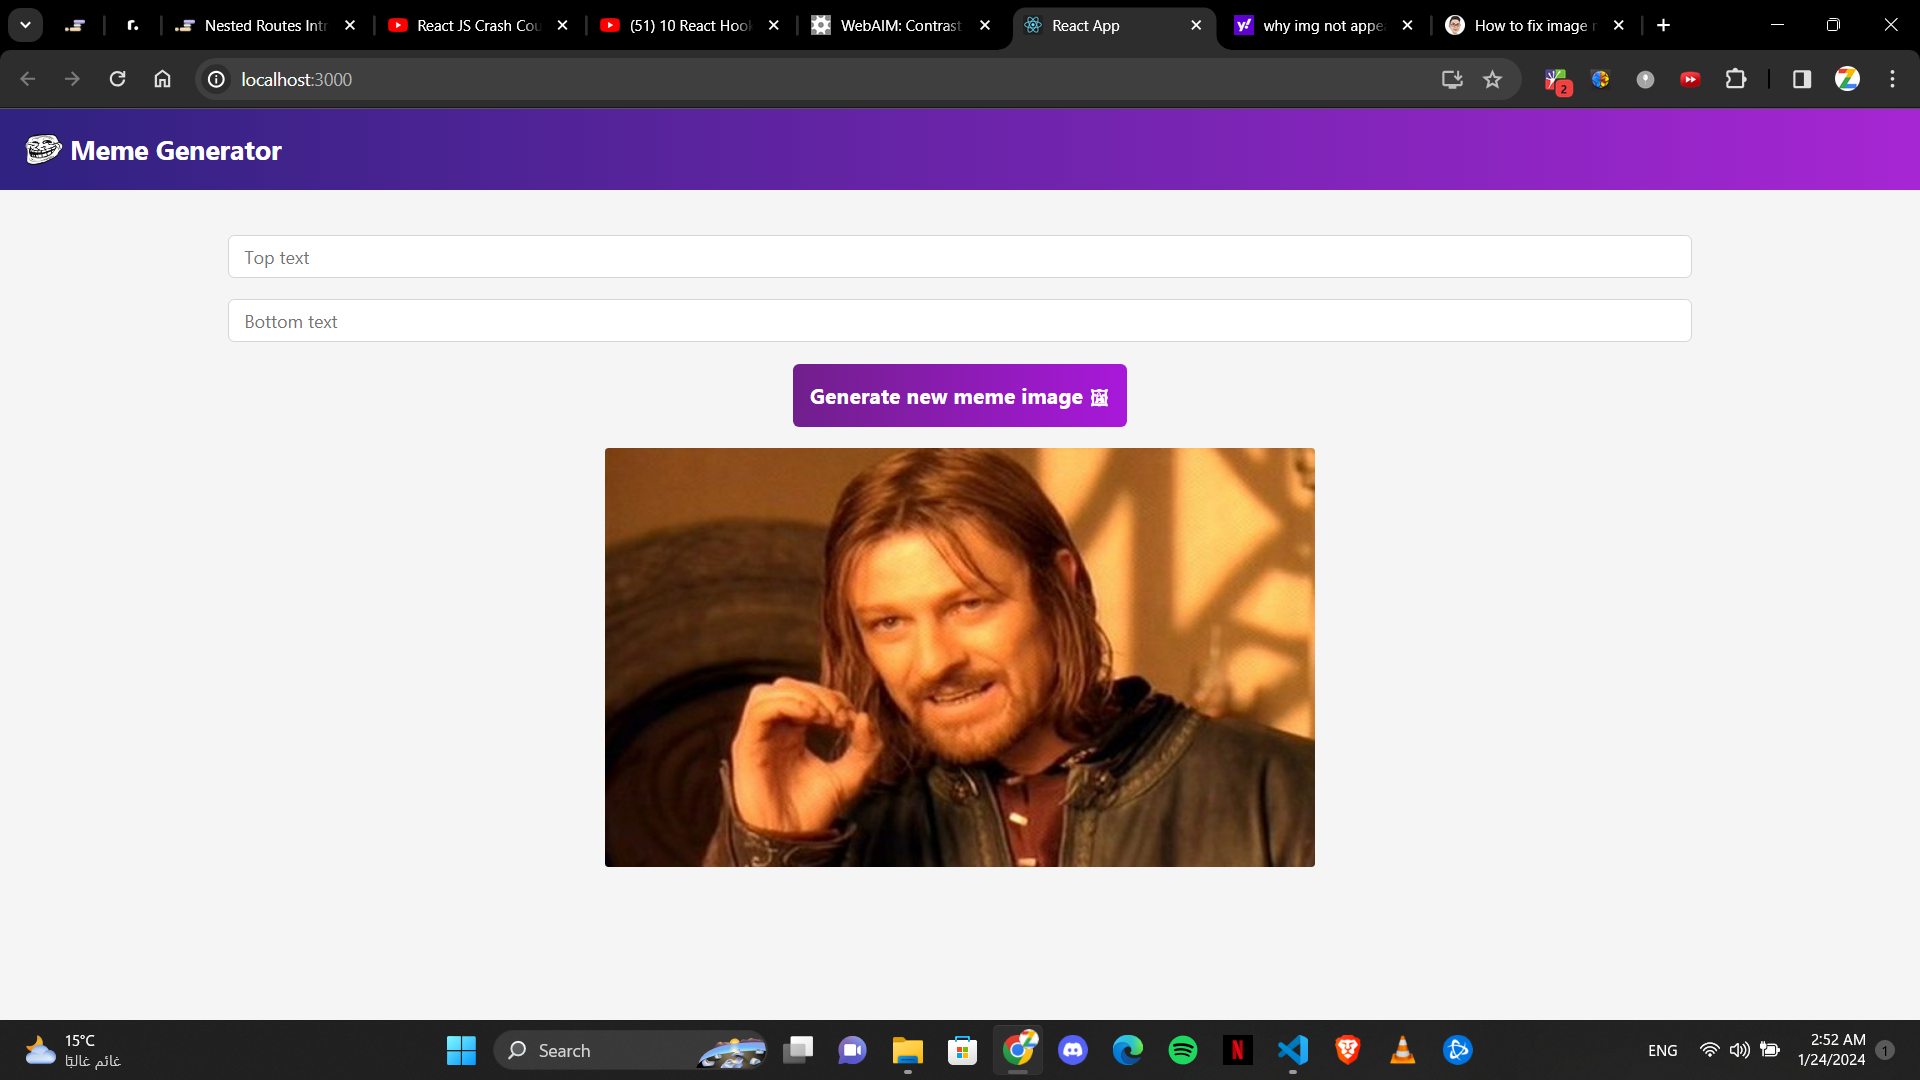 Nested Routes Intr
React JS Crash Cou
(51) 10 React Hook
WebAIM: Contrast
React App
why img not appe
How to fix image r
localhost:3000
2
Meme Generator
Top text
Bottom text
Generate new meme image
15°C
غائم غالبًا
Search
ENG
2:52 AM
1/24/2024
1